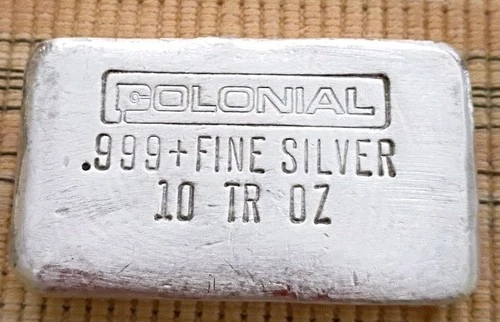 COLONIAL
.999+FINE SILVER
10 TR OZ